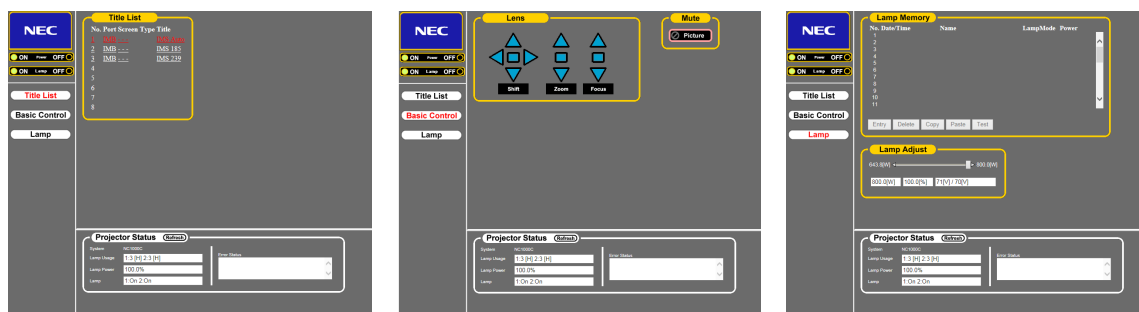 NEC
ON Power OFF
ON Lamp OFF
Title List
Basic Control
Lamp
Title List
No. Port Screen Type Title
1 IMB - - -
2 IMB - - - IMS 185
3 IMB - - - IMS 239
4
5
6
7
8
Projector Status Refresh
System NC1000C
Lamp Usage 1:3 [H] 2:3 [H]
Lamp Power 100.0%
Lamp 1:On 2:On
Error Status
NEC
ON Power OFF
ON Lamp OFF
Title List
Basic Control
Lamp
Lens
Shift
Zoom
Focus
Mute
Picture
Projector Status Refresh
System NC1000C
Lamp Usage 1:3 [H] 2:3 [H]
Lamp Power 100.0%
Lamp 1:On 2:On
Error Status
NEC
ON Power OFF
ON Lamp OFF
Title List
Basic Control
Lamp
Lamp Memory
No. Date/Time Name LampMode Power
1
2
3
4
5
6
7
8
9
10
11
Entry Delete Copy Paste Test
Lamp Adjust
643.8[W] 800.0[W]
800.0[W] 100.0[%] 71[V] / 70[V]
Projector Status Refresh
System NC1000C
Lamp Usage 1:3 [H] 2:3 [H]
Lamp Power 100.0%
Lamp 1:On 2:On
Error Status